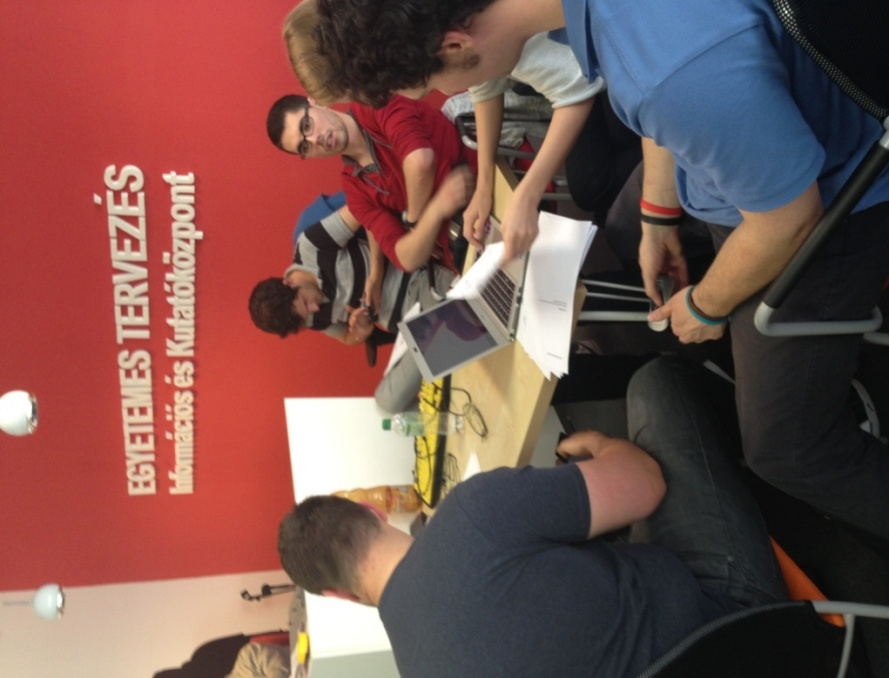 EGYETEMES TERVEZÉS
Információs és Kutatóközpont